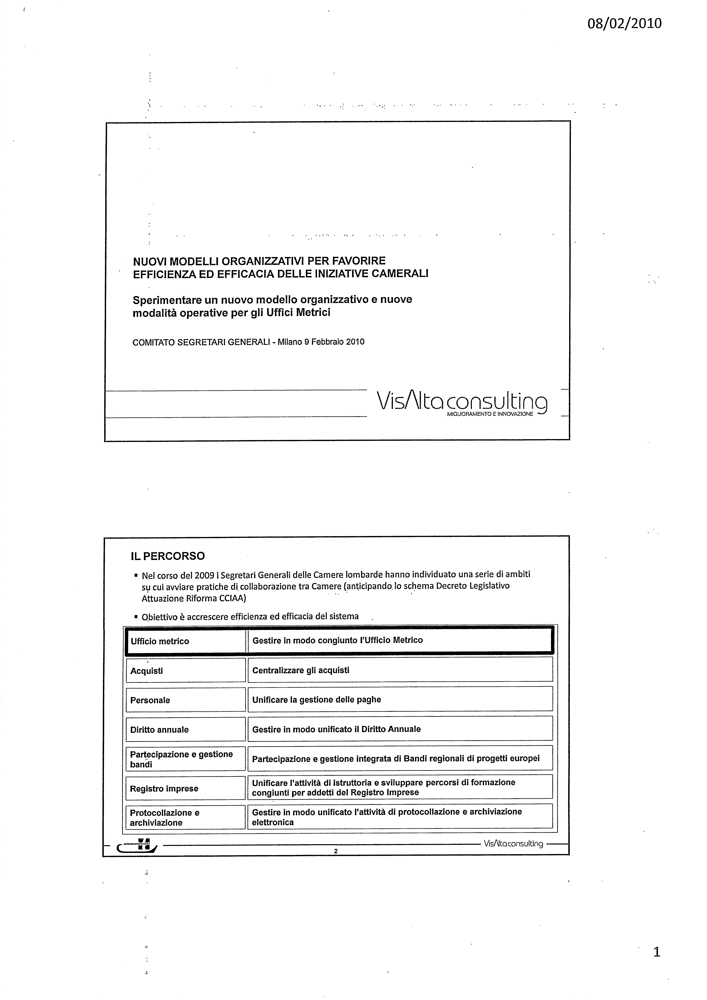 08/02/2010
NUOVI MODELLI ORGANIZZATIVI PER FAVORIRE
EFFICIENZA ED EFFICACIA DELLE INIZIATIVE CAMERALI
Sperimentare un nuovo modello organizzativo e nuove
modalità operative per gli Uffici Metrici
COMITATO SEGRETARI GENERALI - Milano 9 Febbraio 2010
VisAltaconsulting
MIGLIORAMENTO E INNOVAZIONE
IL PERCORSO
▪ Nel corso del 2009 i Segretari Generali delle Camere lombarde hanno individuato una serie di ambiti
su cui avviare pratiche di collaborazione tra Camere (anticipando lo schema Decreto Legislativo
Attuazione Riforma CCIAA)
▪ Obiettivo è accrescere efficienza ed efficacia del sistema
Ufficio metrico
Gestire in modo congiunto l'Ufficio Metrico
Acquisti
Centralizzare gli acquisti
Personale
Unificare la gestione delle paghe
Diritto annuale
Gestire in modo unificato il Diritto Annuale
Partecipazione e gestione
bandi
Partecipazione e gestione integrata di Bandi regionali di progetti europei
Registro imprese
Unificare l'attività di istruttoria e sviluppare percorsi di formazione
congiunti per addetti del Registro Imprese
Protocollazione e
archiviazione
Gestire in modo unificato l'attività di protocollazione e archiviazione
elettronica
VisAltaconsulting
2
1